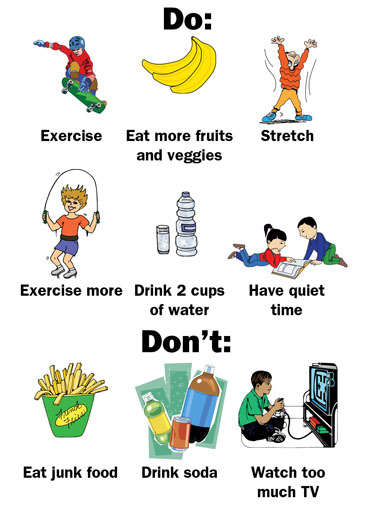 Do:
Exercise
Eat more fruits
and veggies
Stretch
Exercise more
Drink 2 cups
of water
Have quiet
time
Don't:
Eat junk food
Drink soda
Watch too
much TV